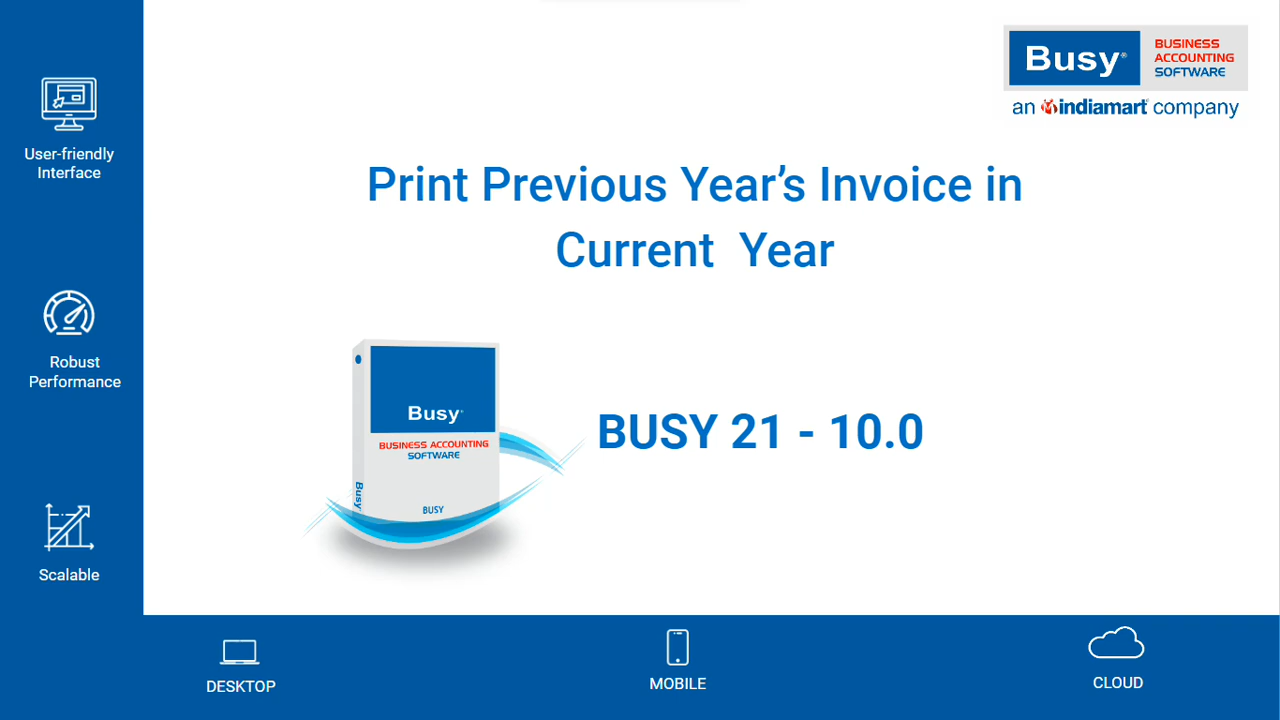 Busy®
BUSINESS
ACCOUNTING
SOFTWARE
an indiamart company
User-friendly
Interface
Print Previous Year’s Invoice in
Current Year
Robust
Performance
Busy
BUSINESS ACCOUNTING
SOFTWARE
Busy
BUSY
BUSY 21 - 10.0
Scalable
DESKTOP
MOBILE
CLOUD